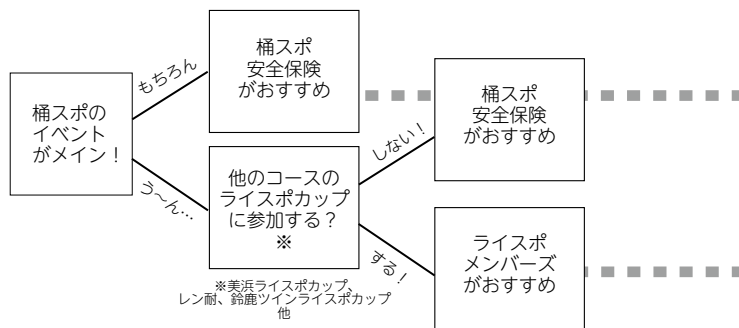 桶スポの
イベント
がメイン！
もちろん
桶スポ
安全保険
がおすすめ
う〜ん…
他のコースの
ライスポカップ
に参加する？
※
※美浜ライスポカップ、
レン耐、鈴鹿ツインライスポカップ
他
しない！
桶スポ
安全保険
がおすすめ
する！
ライスポ
メンバーズ
がおすすめ